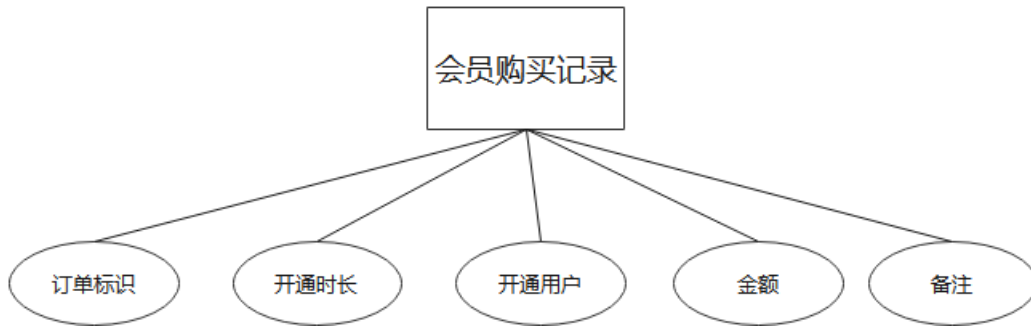 会员购买记录
订单标识
开通时长
开通用户
金额
备注